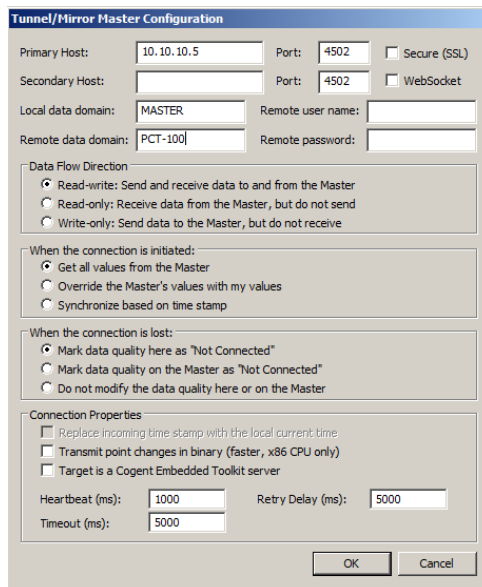 Tunnel/Mirror Master Configuration
Primary Host: 10.10.10.5 Port: 4502 Secure (SSL)
Secondary Host: Port: 4502 WebSocket
Local data domain: MASTER Remote user name:
Remote data domain: PCT-100 Remote password:
Data Flow Direction
Read-write: Send and receive data to and from the Master
Read-only: Receive data from the Master, but do not send
Write-only: Send data to the Master, but do not receive
When the connection is initiated:
Get all values from the Master
Override the Master's values with my values
Synchronize based on time stamp
When the connection is lost:
Mark data quality here as "Not Connected"
Mark data quality on the Master as "Not Connected"
Do not modify the data quality here or on the Master
Connection Properties
Replace incoming time stamp with the local current time
Transmit point changes in binary (faster, x86 CPU only)
Target is a Cogent Embedded Toolkit server
Heartbeat (ms): 1000 Retry Delay (ms): 5000
Timeout (ms): 5000
OK Cancel